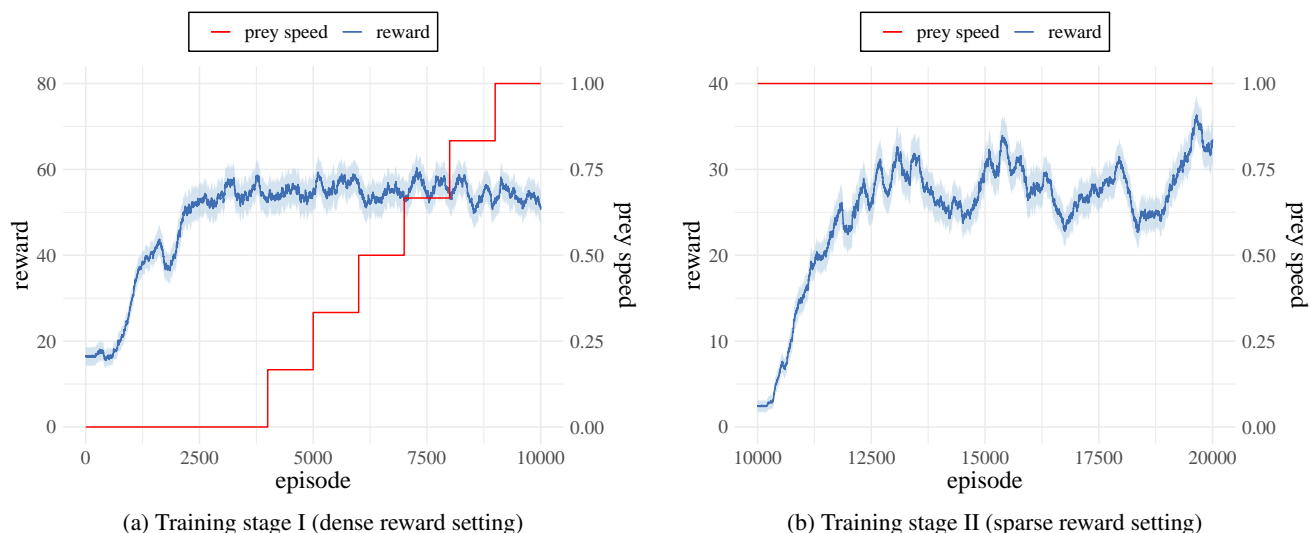 prey speed reward
80
60
40
20
0
reward
1.00
0.75
0.50
0.25
0.00
prey speed
0 2500 5000 7500 10000
episode
(a) Training stage I (dense reward setting)
prey speed reward
40
30
20
10
0
reward
1.00
0.75
0.50
0.25
0.00
prey speed
10000 12500 15000 17500 20000
episode
(b) Training stage II (sparse reward setting)